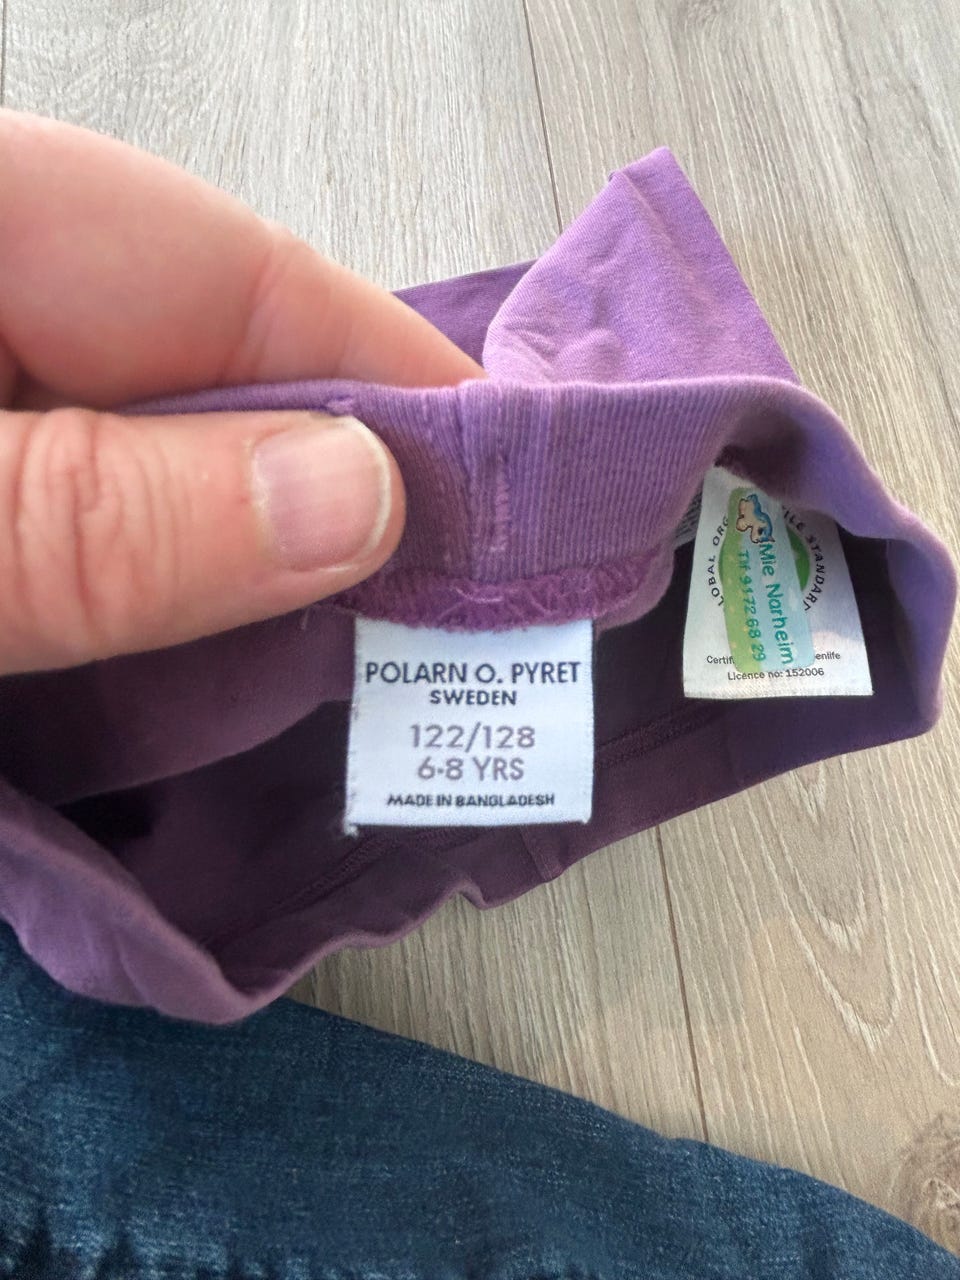 POLARN O. PYRET
SWEDEN
122/128
6-8 YRS
MADE IN BANGLADESH
Mie Narheim
Tlf 9172 68 29
STANDARD
Licence no: 152006